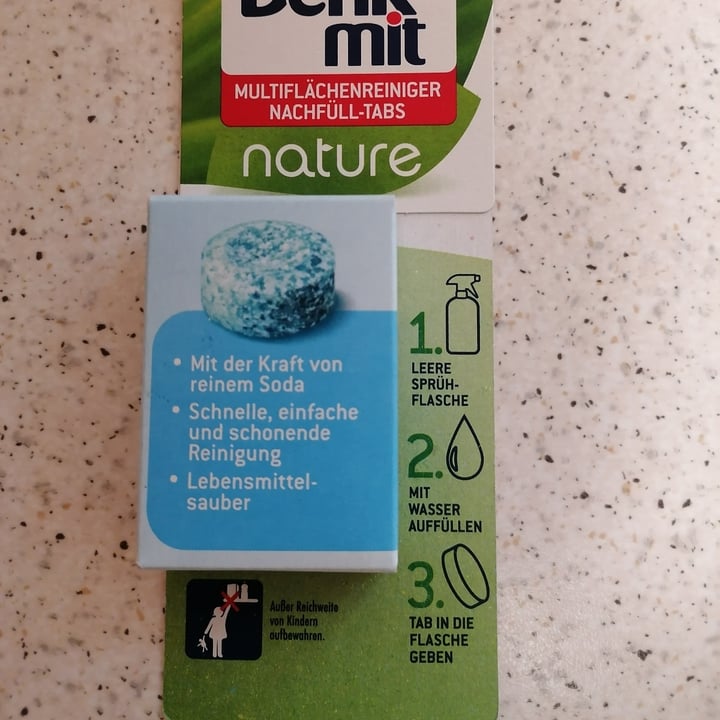 Denk
mit
MULTIFLÄCHENREINIGER
NACHFÜLL-TABS
nature
• Mit der Kraft von
reinem Soda
• Schnelle, einfache
und schonende
Reinigung
• Lebensmittel-
sauber
1.
LEERE
SPRÜH-
FLASCHE
2.
MIT
WASSER
AUFFÜLLEN
3.
TAB IN DIE
FLASCHE
GEBEN
Außer Reichweite
von Kindern
aufbewahren.